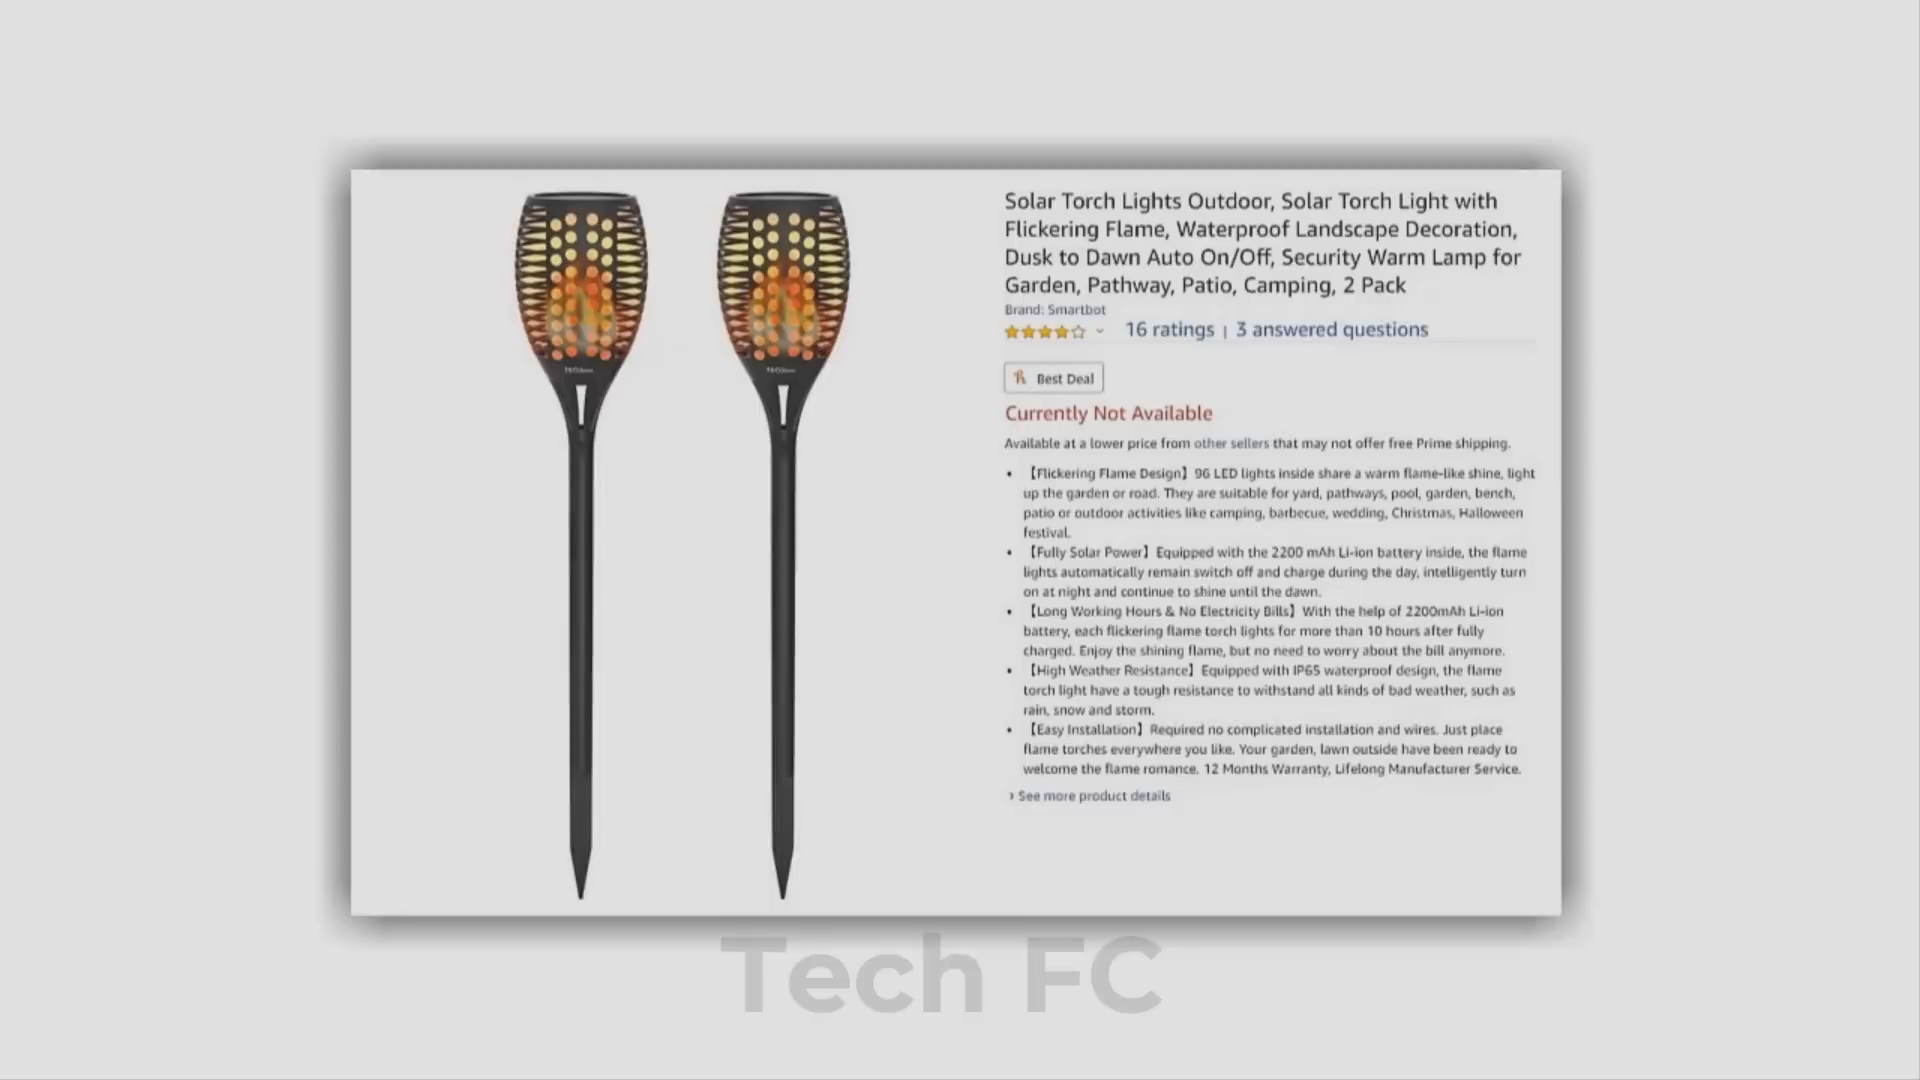 Solar Torch Lights Outdoor, Solar Torch Light with
Flickering Flame, Waterproof Landscape Decoration,
Dusk to Dawn Auto On/Off, Security Warm Lamp for
Garden, Pathway, Patio, Camping, 2 Pack
Brand: Smartbot
16 ratings | 3 answered questions
Best Deal
Currently Not Available
Available at a lower price from other sellers that may not offer free Prime shipping.
• 【Flickering Flame Design】96 LED lights inside share a warm flame-like shine, light
up the garden or road. They are suitable for yard, pathways, pool, garden, bench,
patio or outdoor activities like camping, barbecue, wedding, Christmas, Halloween
festival.
• 【Fully Solar Power】Equipped with the 2200 mAh Li-ion battery inside, the flame
lights automatically remain switch off and charge during the day, intelligently turn
on at night and continue to shine until the dawn.
• 【Long Working Hours & No Electricity Bills】With the help of 2200mAh Li-ion
battery, each flickering flame torch lights for more than 10 hours after fully
charged. Enjoy the shining flame, but no need to worry about the bill anymore.
• 【High Weather Resistance】Equipped with IP65 waterproof design, the flame
torch light have a tough resistance to withstand all kinds of bad weather, such as
rain, snow and storm.
• 【Easy Installation】Required no complicated installation and wires. Just place
flame torches everywhere you like. Your garden, lawn outside have been ready to
welcome the flame romance. 12 Months Warranty, Lifelong Manufacturer Service.
› See more product details
Tech FC